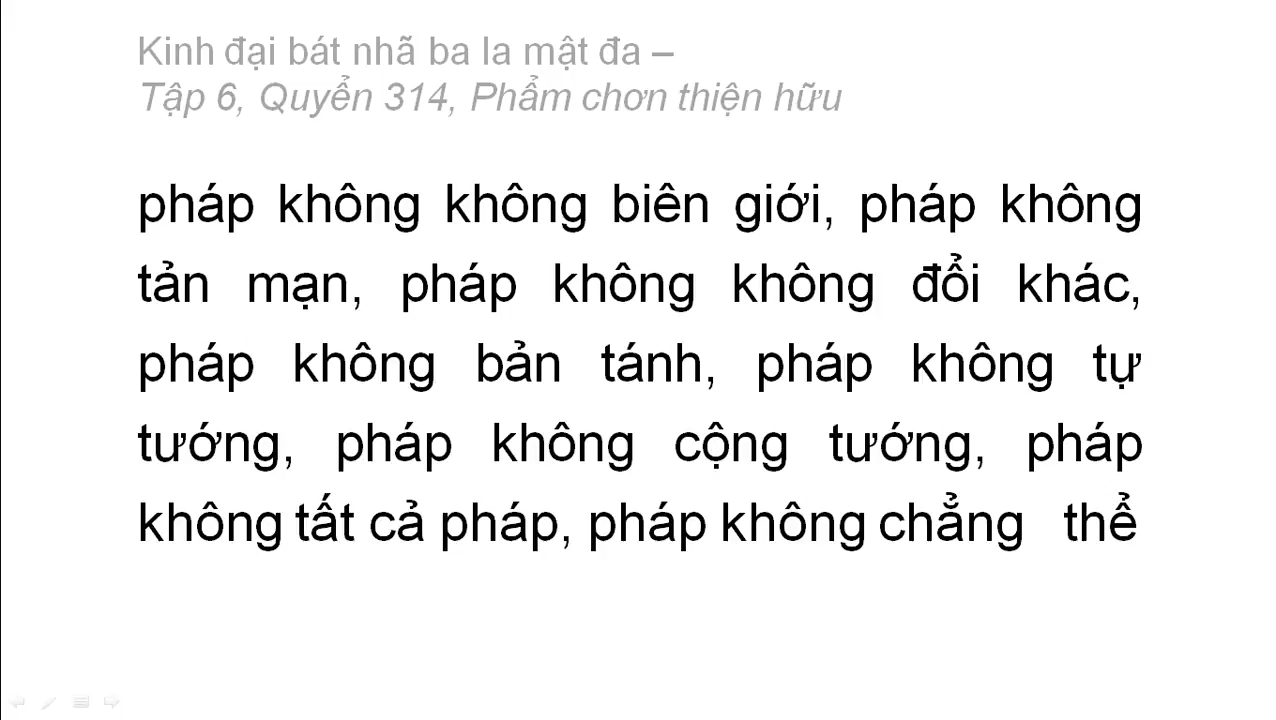 Kinh đại bát nhã ba la mật đa –
Tập 6, Quyển 314, Phẩm chơn thiện hữu
pháp không không biên giới, pháp không
tản mạn, pháp không không đổi khác,
pháp không bản tánh, pháp không tự
tướng, pháp không cộng tướng, pháp
không tất cả pháp, pháp không chẳng thể